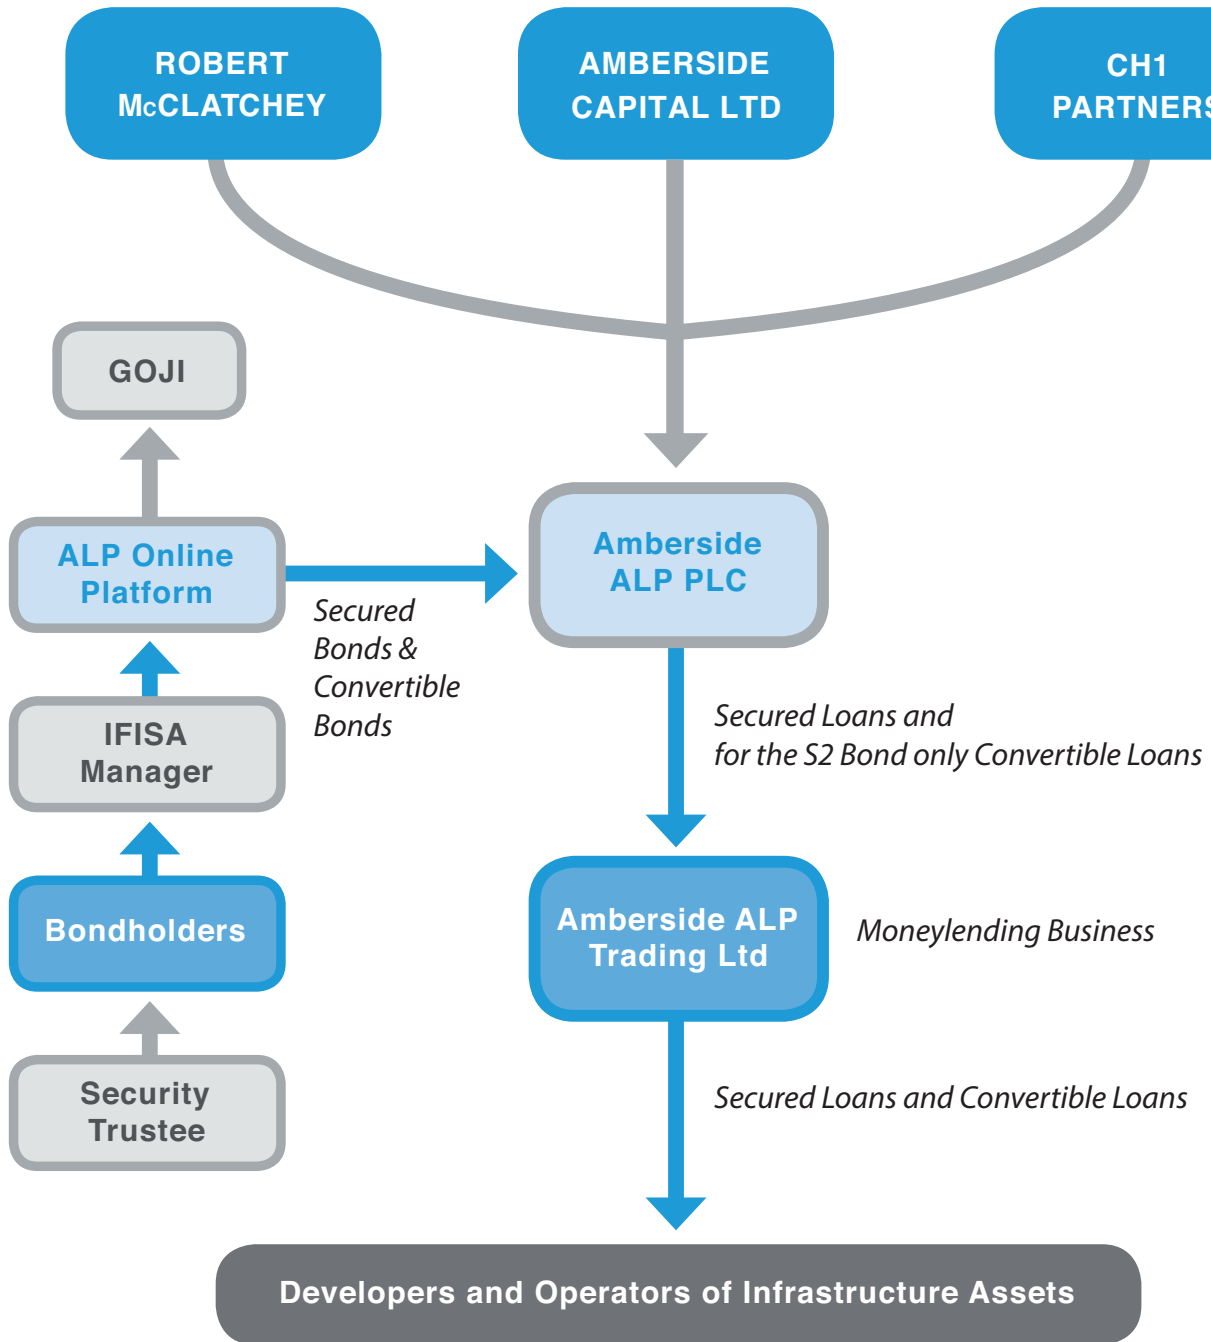 ROBERT
McCLATCHEY
AMBERSIDE
CAPITAL LTD
CH1
PARTNERS
GOJI
ALP Online
Platform
Secured
Bonds &
Convertible
Bonds
Amberside
ALP PLC
IFISA
Manager
Secured Loans and
for the S2 Bond only Convertible Loans
Bondholders
Amberside ALP
Trading Ltd
Moneylending Business
Security
Trustee
Secured Loans and Convertible Loans
Developers and Operators of Infrastructure Assets